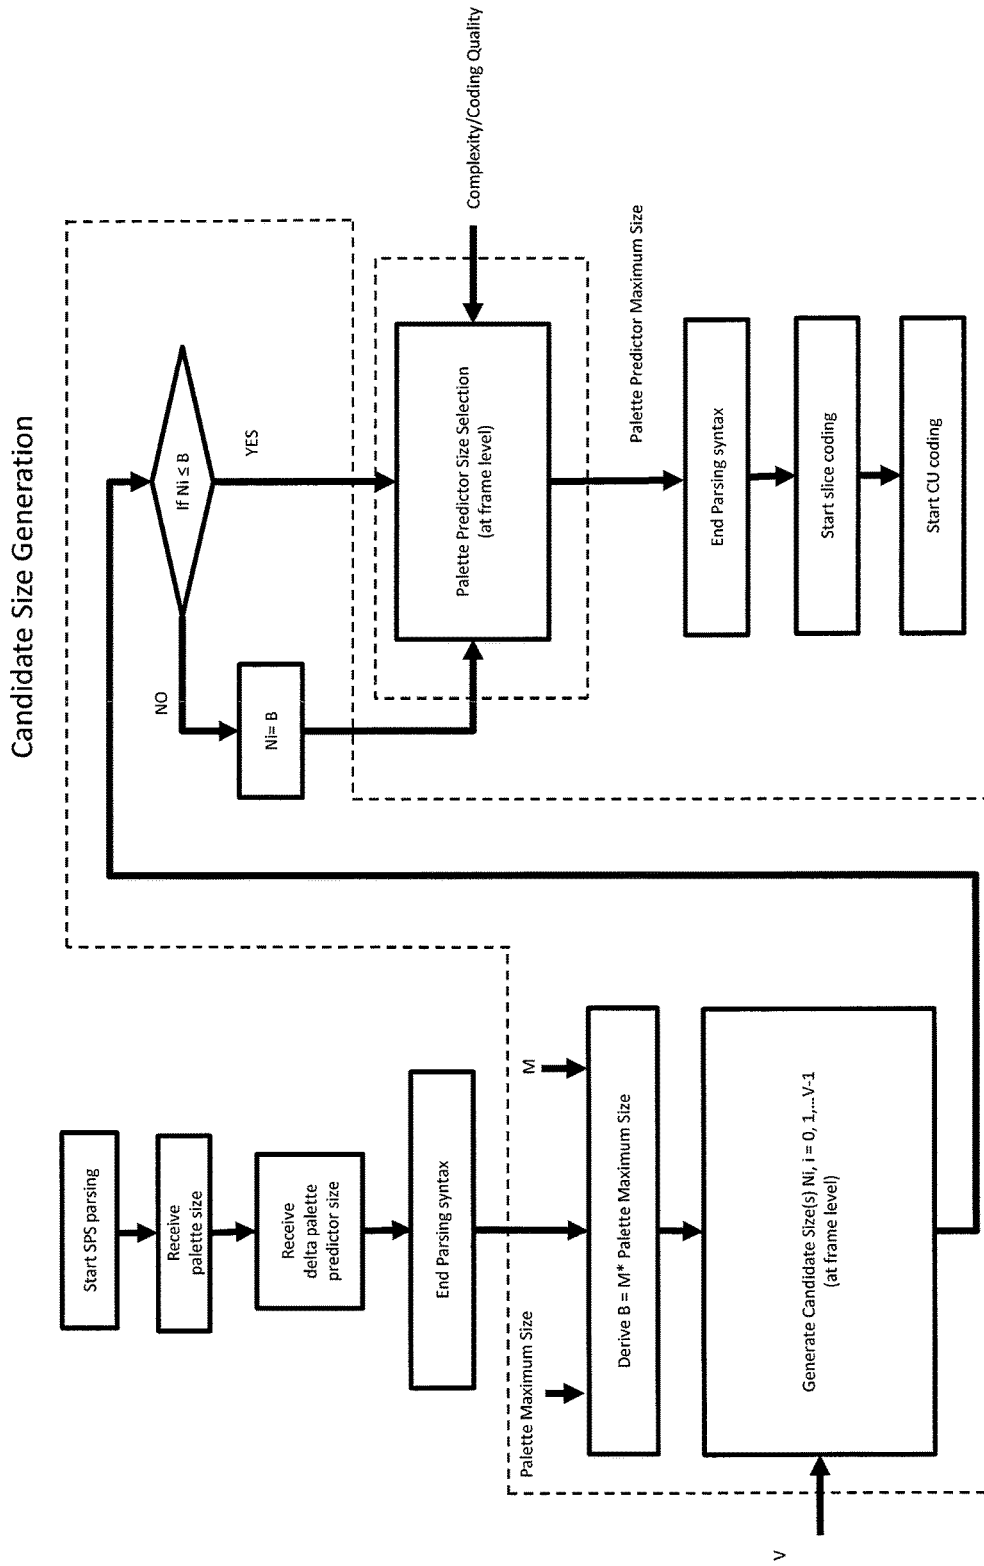 Candidate Size Generation
Start SPS parsing
Receive
palette size
Receive
delta palette
predictor size
End Parsing syntax
Palette Maximum Size
M
Derive B = M* Palette Maximum Size
V
Generate Candidate Size(s) Ni, i = 0, 1,...V-1
(at frame level)
If Ni ≤ B
NO
YES
Ni= B
Complexity/Coding Quality
Palette Predictor Size Selection
(at frame level)
Palette Predictor Maximum Size
End Parsing syntax
Start slice coding
Start CU coding